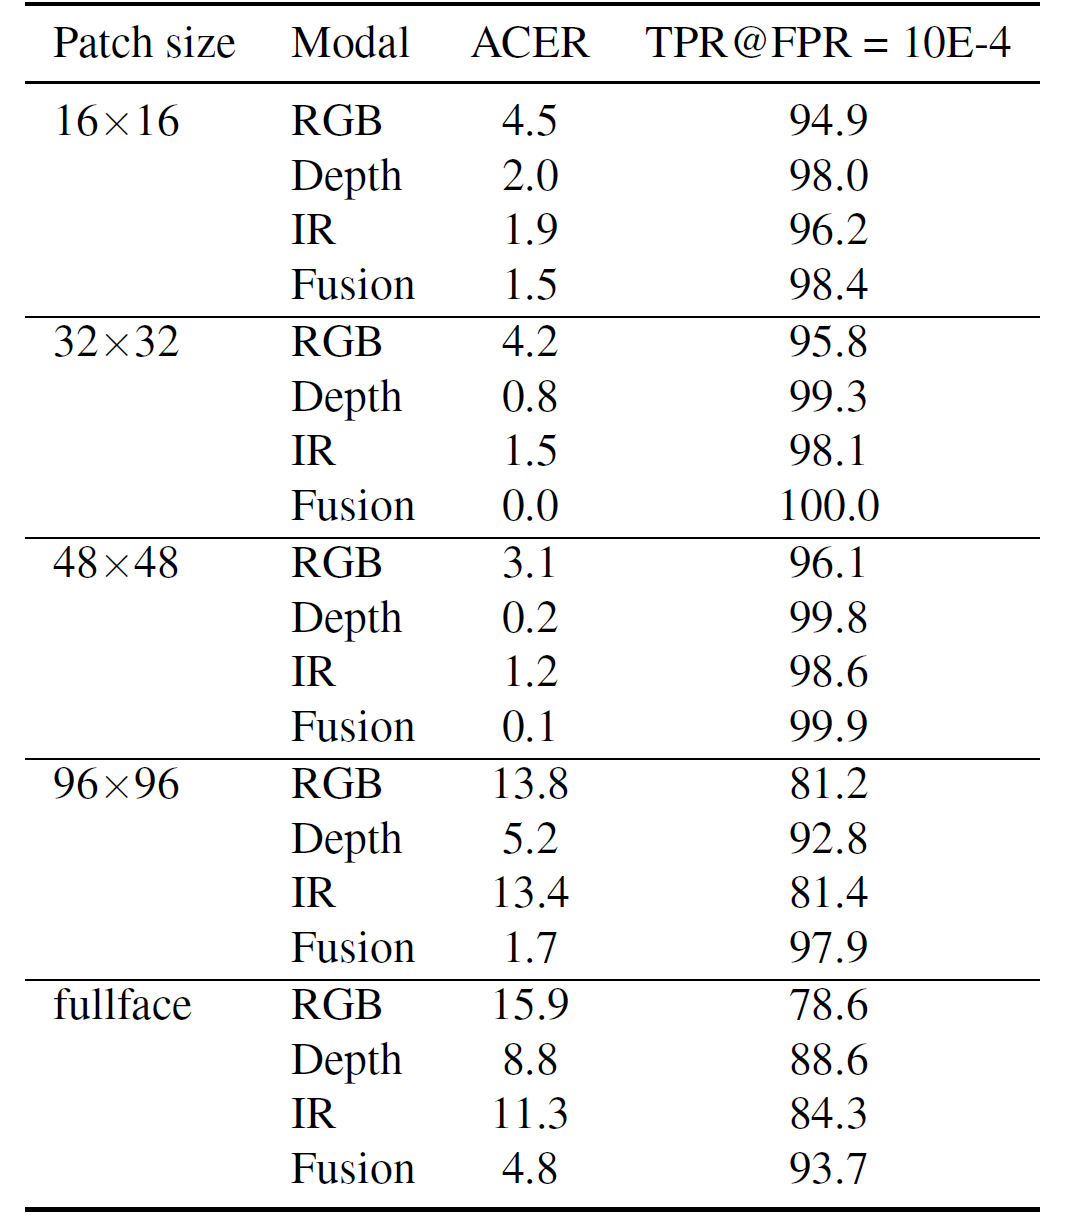 Patch size Modal ACER TPR@FPR = 10E-4
16×16 RGB 4.5 94.9
Depth 2.0 98.0
IR 1.9 96.2
Fusion 1.5 98.4
32×32 RGB 4.2 95.8
Depth 0.8 99.3
IR 1.5 98.1
Fusion 0.0 100.0
48×48 RGB 3.1 96.1
Depth 0.2 99.8
IR 1.2 98.6
Fusion 0.1 99.9
96×96 RGB 13.8 81.2
Depth 5.2 92.8
IR 13.4 81.4
Fusion 1.7 97.9
fullface RGB 15.9 78.6
Depth 8.8 88.6
IR 11.3 84.3
Fusion 4.8 93.7